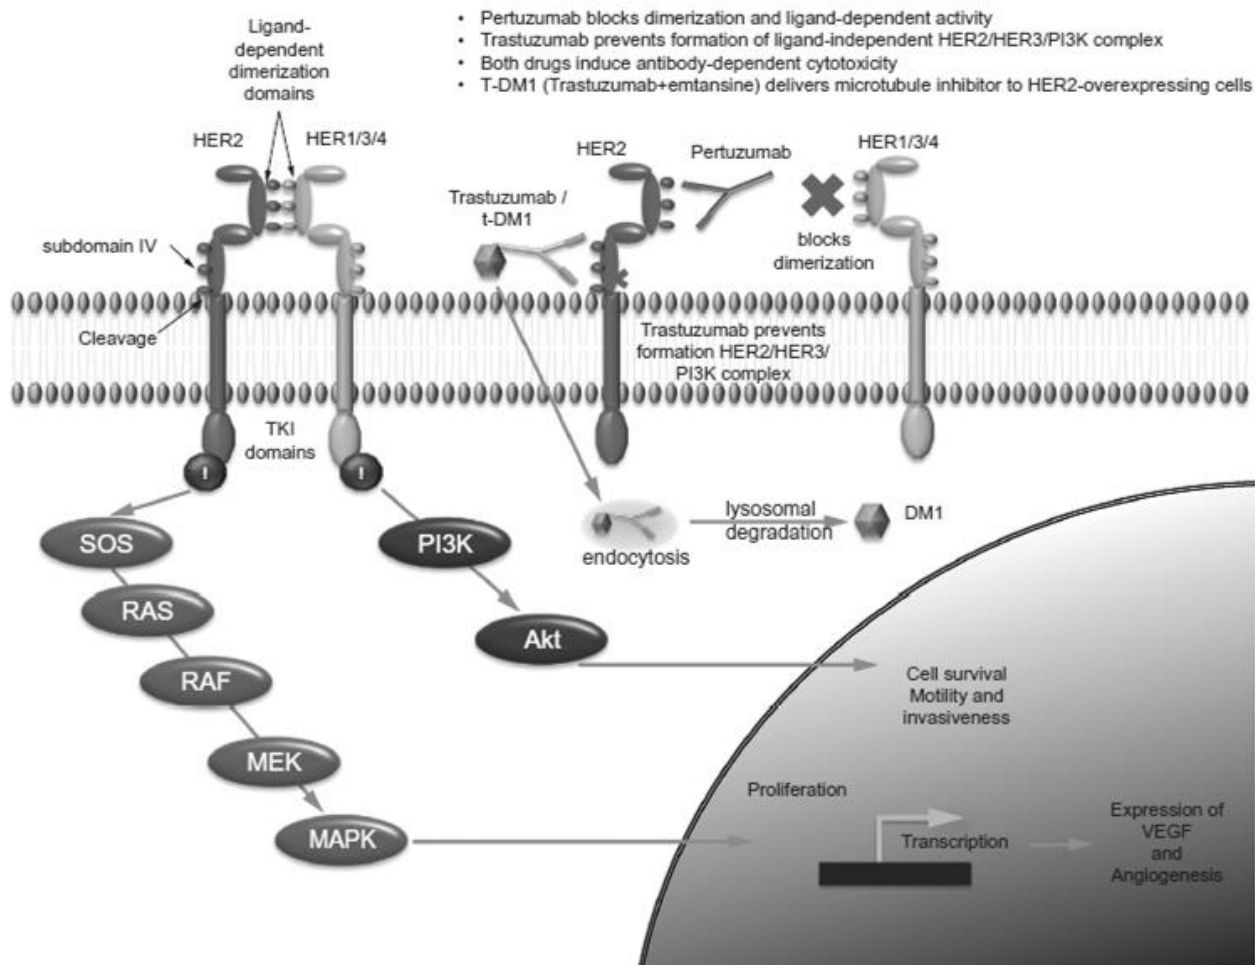 • Pertuzumab blocks dimerization and ligand-dependent activity
• Trastuzumab prevents formation of ligand-independent HER2/HER3/PI3K complex
• Both drugs induce antibody-dependent cytotoxicity
• T-DM1 (Trastuzumab+emtansine) delivers microtubule inhibitor to HER2-overexpressing cells
Ligand-
dependent
dimerization
domains
HER2
HER1/3/4
subdomain IV
Cleavage
TKI
domains
I
I
SOS
RAS
RAF
MEK
MAPK
PI3K
Akt
HER2
Pertuzumab
HER1/3/4
Trastuzumab /
t-DM1
blocks
dimerization
Trastuzumab prevents
formation HER2/HER3/
PI3K complex
endocytosis
lysosomal
degradation
DM1
Cell survival
Motility and
invasiveness
Proliferation
Transcription
Expression of
VEGF
and
Angiogenesis